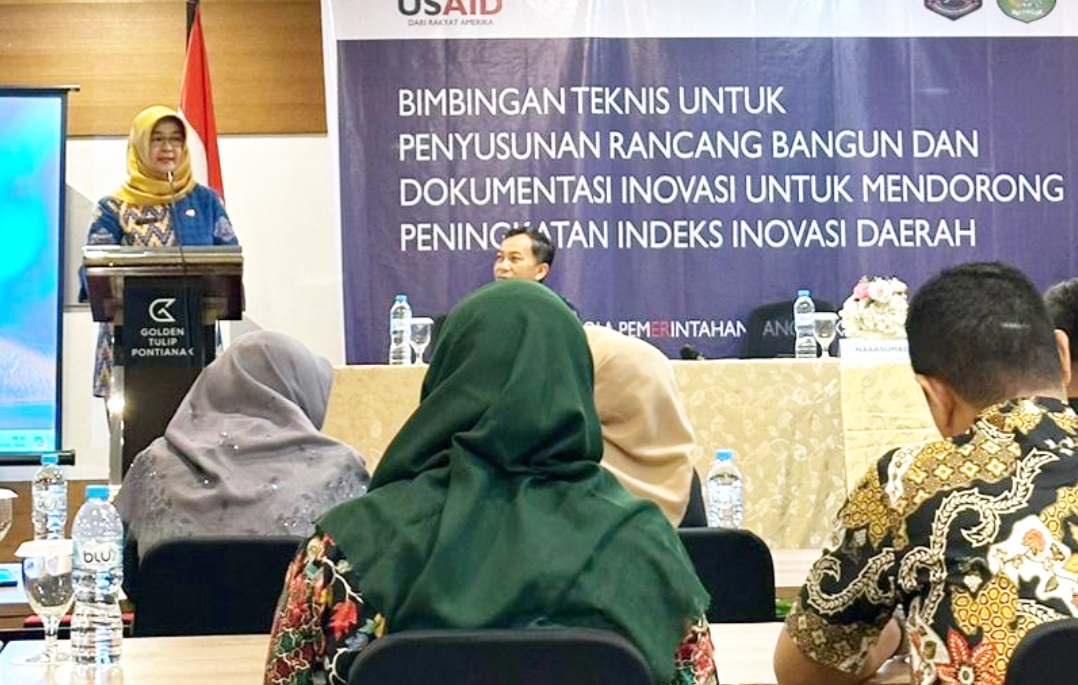 USAID
DARI RAKYAT AMERIKA
BIMBINGAN TEKNIS UNTUK
PENYUSUNAN RANCANG BANGUN DAN
DOKUMENTASI INOVASI UNTUK MENDORONG
PENINGKATAN INDEKS INOVASI DAERAH
PEMERINTAHAN
GOLDEN
TULIP
PONTIANAK
blu